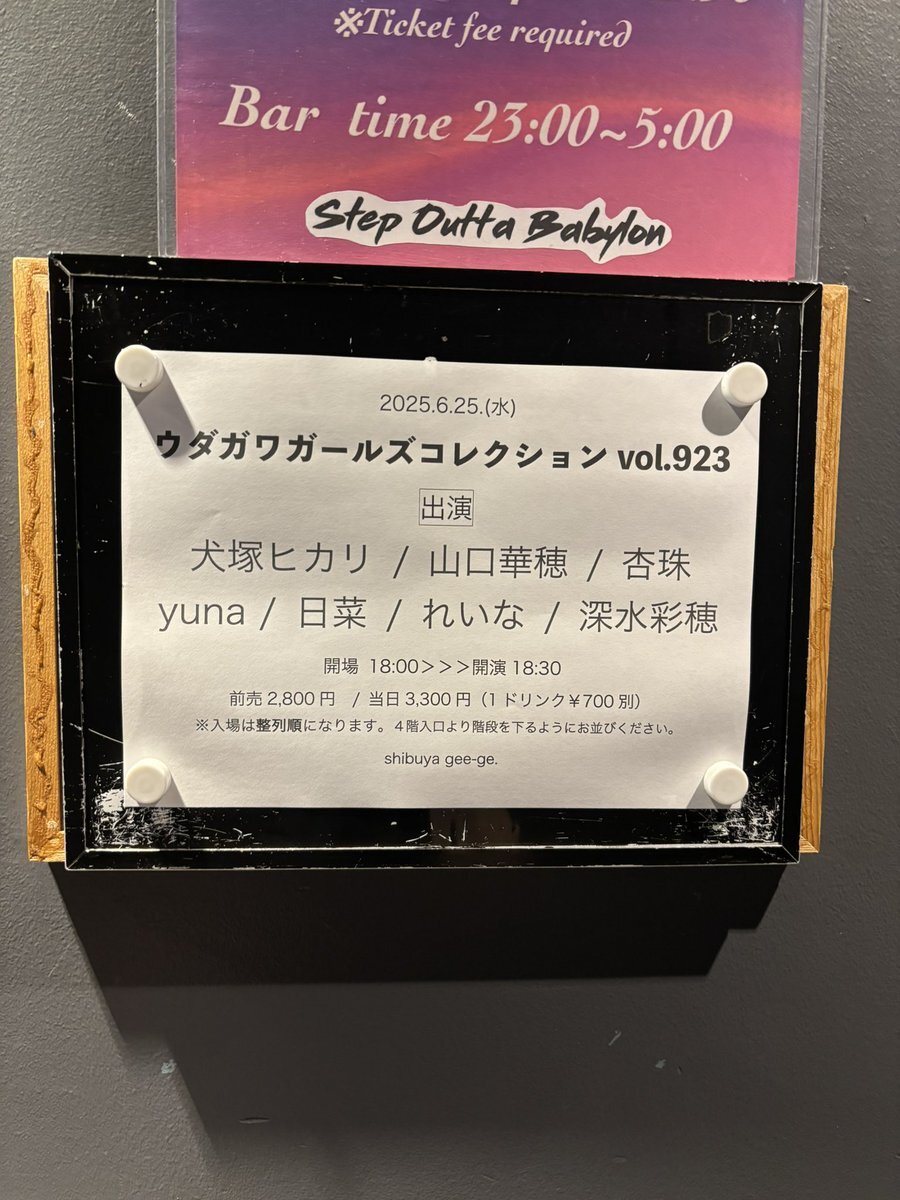 ※Ticket fee required
Bar time 23:00~5:00
Step Outta Babylon
2025.6.25.(水)
ウダガワガールズコレクション vol.923
出演
犬塚ヒカリ / 山口華穂 / 杏珠
yuna / 日菜 / れいな / 深水彩穂
開場 18:00>>>開演 18:30
前売 2,800 円 / 当日 3,300 円（1 ドリンク￥700 別）
※入場は整列順になります。４階入口より階段を下るようにお並びください。
shibuya gee-ge.